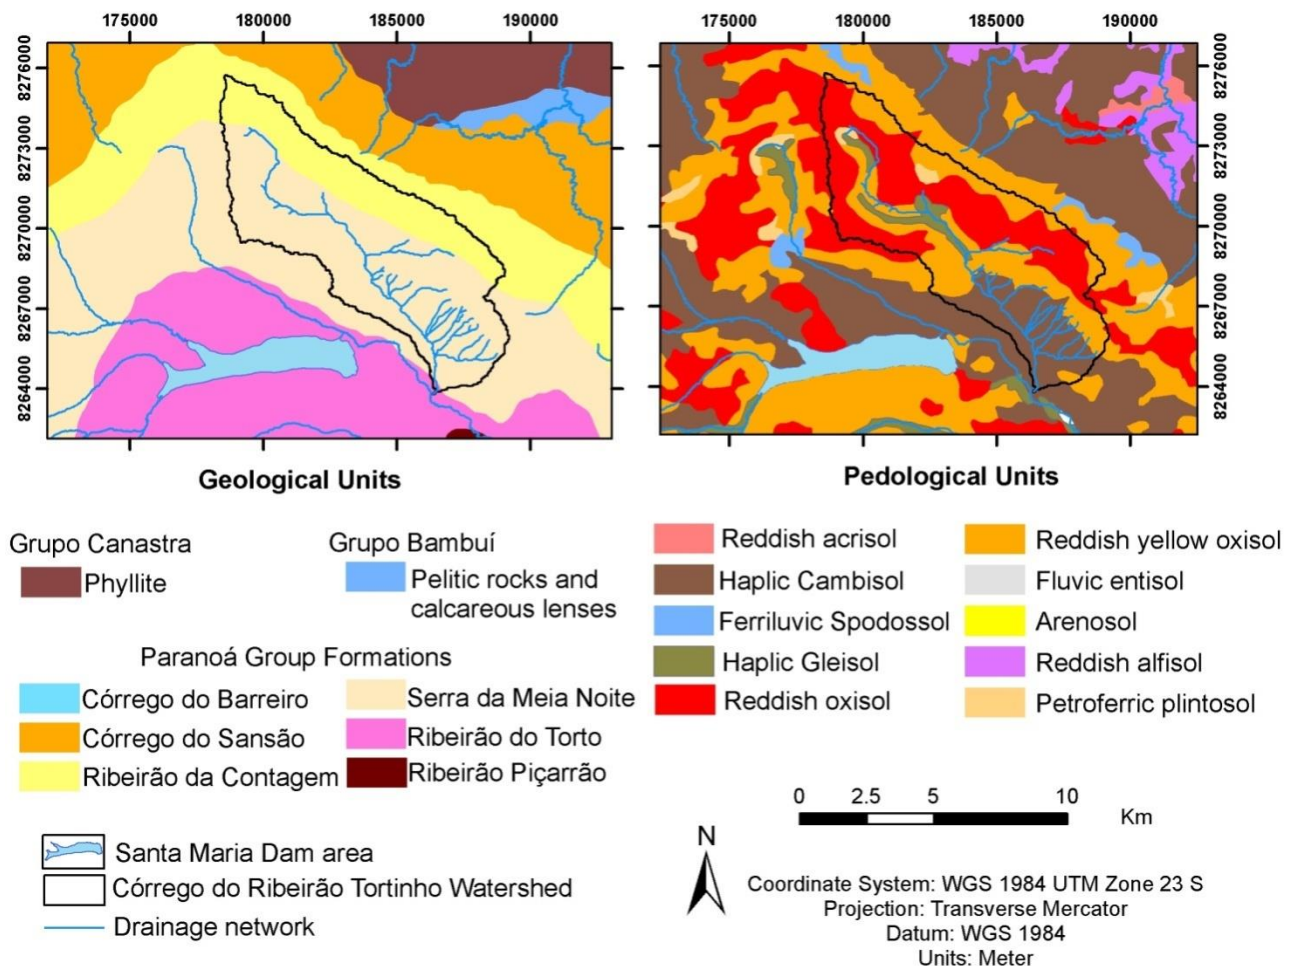 175000 180000 185000 190000
175000 180000 185000 190000
8276000
8273000
8270000
8267000
8264000
8276000
8273000
8270000
8267000
8264000
Geological Units
Pedological Units
Grupo Canastra
Phyllite
Grupo Bambuí
Pelitic rocks and
calcareous lenses
Paranoá Group Formations
Córrego do Barreiro
Córrego do Sansão
Ribeirão da Contagem
Serra da Meia Noite
Ribeirão do Torto
Ribeirão Piçarrão
Reddish acrisol
Haplic Cambisol
Ferriluvic Spodossol
Haplic Gleisol
Reddish oxisol
Reddish yellow oxisol
Fluvic entisol
Arenosol
Reddish alfisol
Petroferric plintosol
Santa Maria Dam area
Córrego do Ribeirão Tortinho Watershed
Drainage network
0 2.5 5 10
Km
N
Coordinate System: WGS 1984 UTM Zone 23 S
Projection: Transverse Mercator
Datum: WGS 1984
Units: Meter